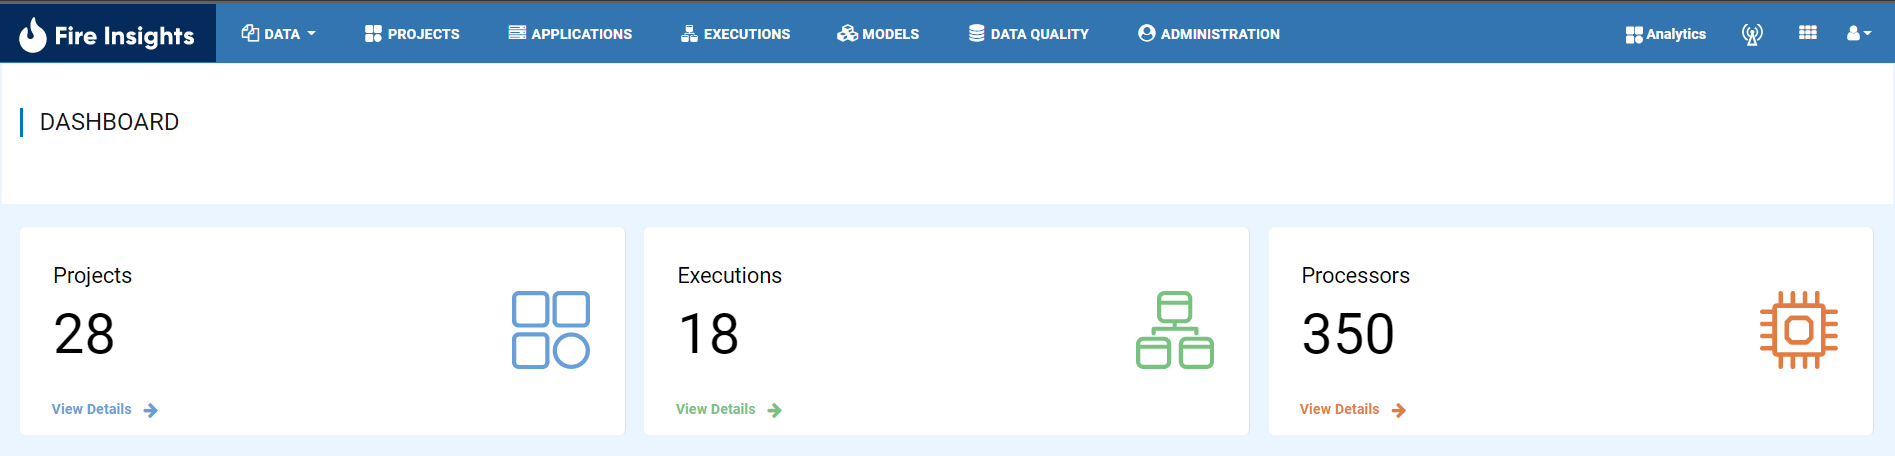 Fire Insights DATA PROJECTS APPLICATIONS EXECUTIONS MODELS DATA QUALITY ADMINISTRATION Analytics
DASHBOARD
Projects
28
View Details
Executions
18
View Details
Processors
350
View Details